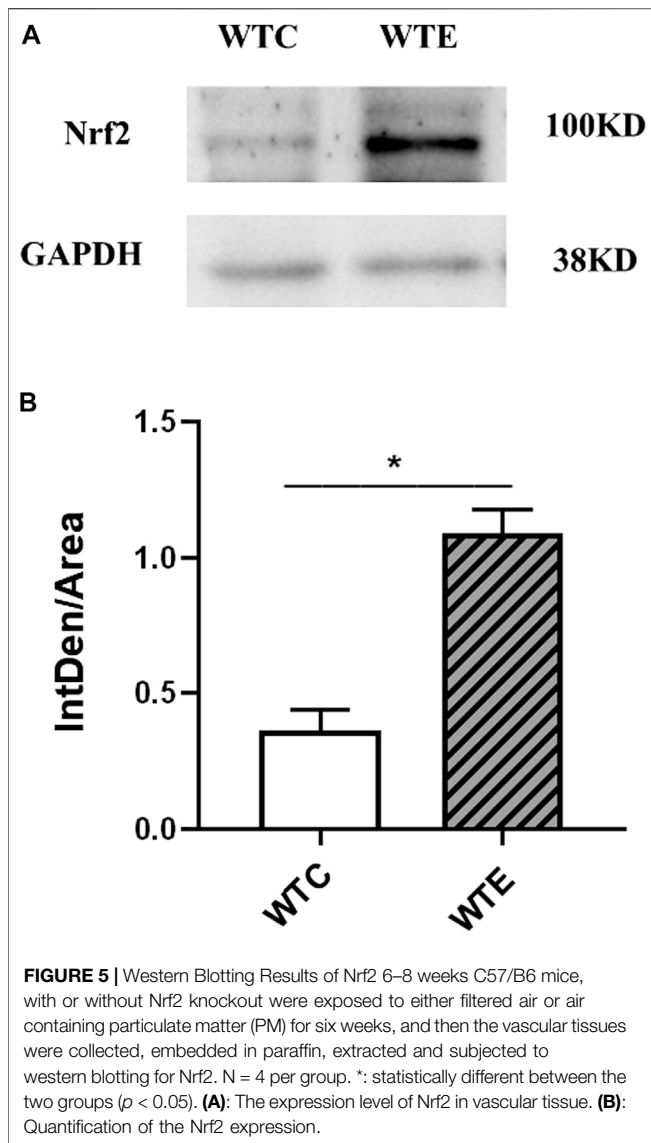 A
WTC WTE
Nrf2 100KD
GAPDH 38KD
B
1.5
*
1.0
IntDen/Area
0.5
0.0
WTC WTE
FIGURE 5 | Western Blotting Results of Nrf2 6–8 weeks C57/B6 mice,
with or without Nrf2 knockout were exposed to either filtered air or air
containing particulate matter (PM) for six weeks, and then the vascular tissues
were collected, embedded in paraffin, extracted and subjected to
western blotting for Nrf2. N = 4 per group. *: statistically different between the
two groups (p < 0.05). (A): The expression level of Nrf2 in vascular tissue. (B):
Quantification of the Nrf2 expression.